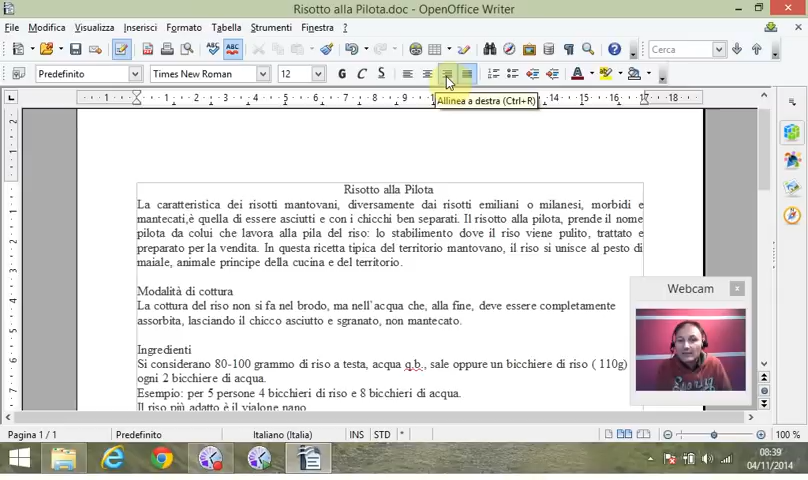 Risotto alla Pilota.doc - OpenOffice Writer
File Modifica Visualizza Inserisci Formato Tabella Strumenti Finestra ?
ABC ABC Cerca
Predefinito Times New Roman 12 G C S A
Allinea a destra (Ctrl+R)
Risotto alla Pilota
La caratteristica dei risotti mantovani, diversamente dai risotti emiliani o milanesi, morbidi e
mantecati,è quella di essere asciutti e con i chicchi ben separati. Il risotto alla pilota, prende il nome
pilota da colui che lavora alla pila del riso: lo stabilimento dove il riso viene pulito, trattato e
preparato per la vendita. In questa ricetta tipica del territorio mantovano, il riso si unisce al pesto di
maiale, animale principe della cucina e del territorio.
Modalità di cottura
La cottura del riso non si fa nel brodo, ma nell`acqua che, alla fine, deve essere completamente
assorbita, lasciando il chicco asciutto e sgranato, non mantecato.
Ingredienti
Si considerano 80-100 grammo di riso a testa, acqua q.b., sale oppure un bicchiere di riso ( 110g)
ogni 2 bicchiere di acqua.
Esempio: per 5 persone 4 bicchieri di riso e 8 bicchieri di acqua.
Il riso più adatto è il vialone nano
Webcam
Pagina 1 / 1 Predefinito Italiano (Italia) INS STD * 100 %
08:39
04/11/2014